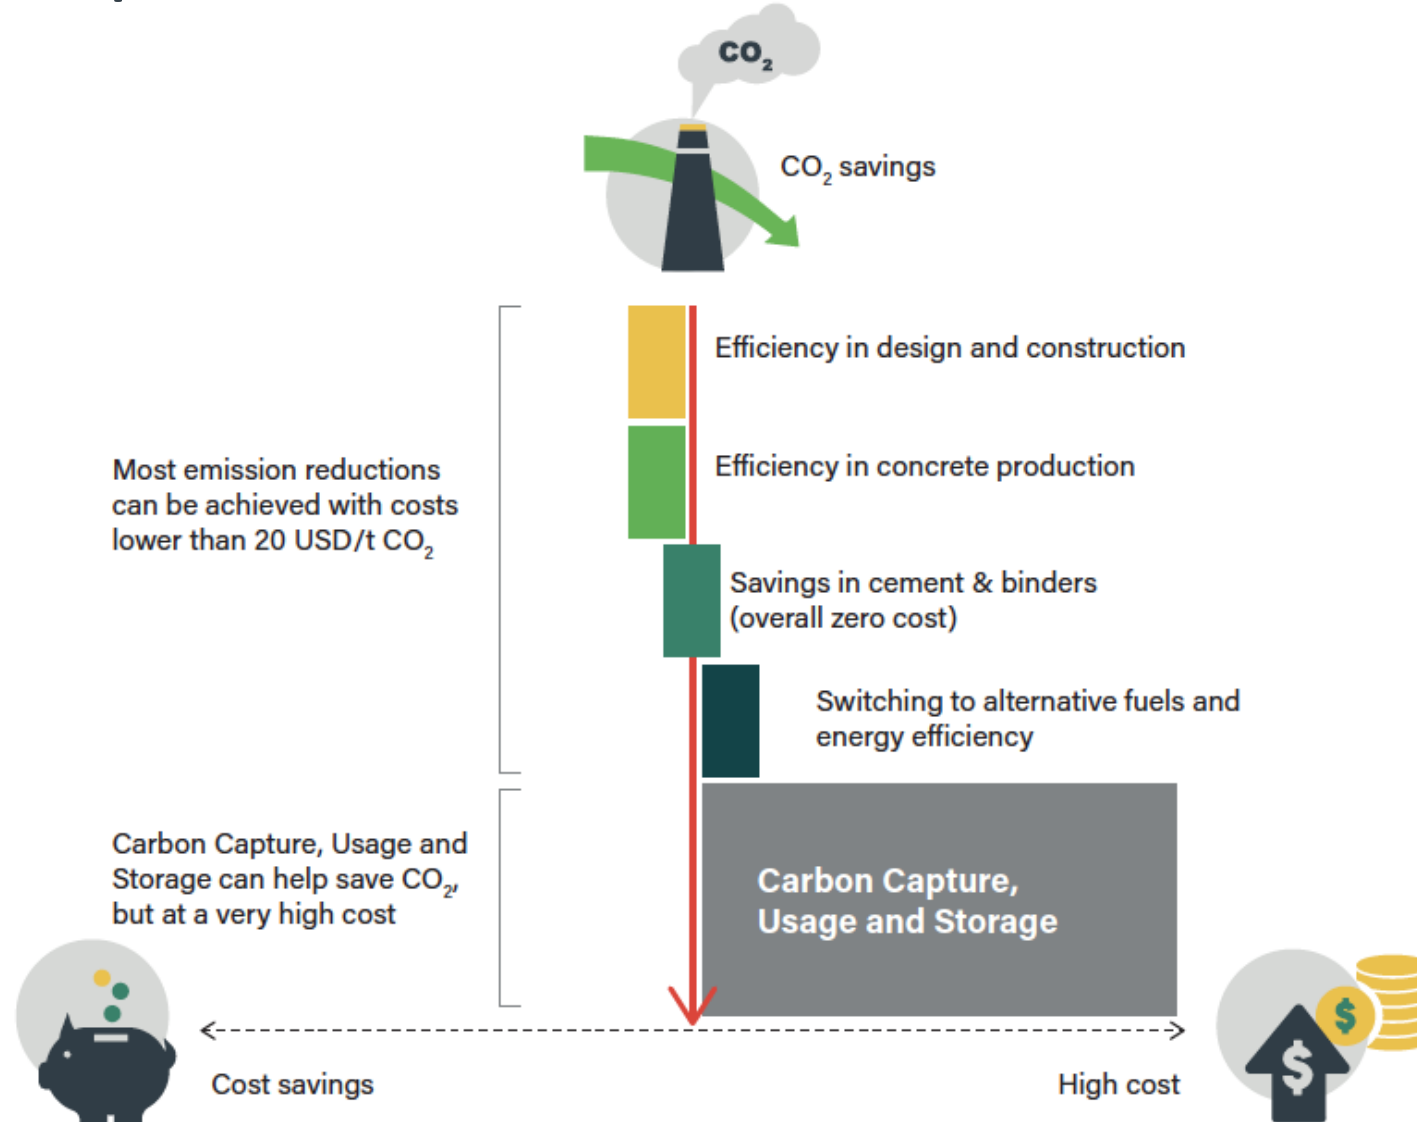 CO₂
CO₂ savings
Efficiency in design and construction
Efficiency in concrete production
Most emission reductions
can be achieved with costs
lower than 20 USD/t CO₂
Savings in cement & binders
(overall zero cost)
Switching to alternative fuels and
energy efficiency
Carbon Capture, Usage and
Storage can help save CO₂,
but at a very high cost
Carbon Capture,
Usage and Storage
$
$
Cost savings
High cost